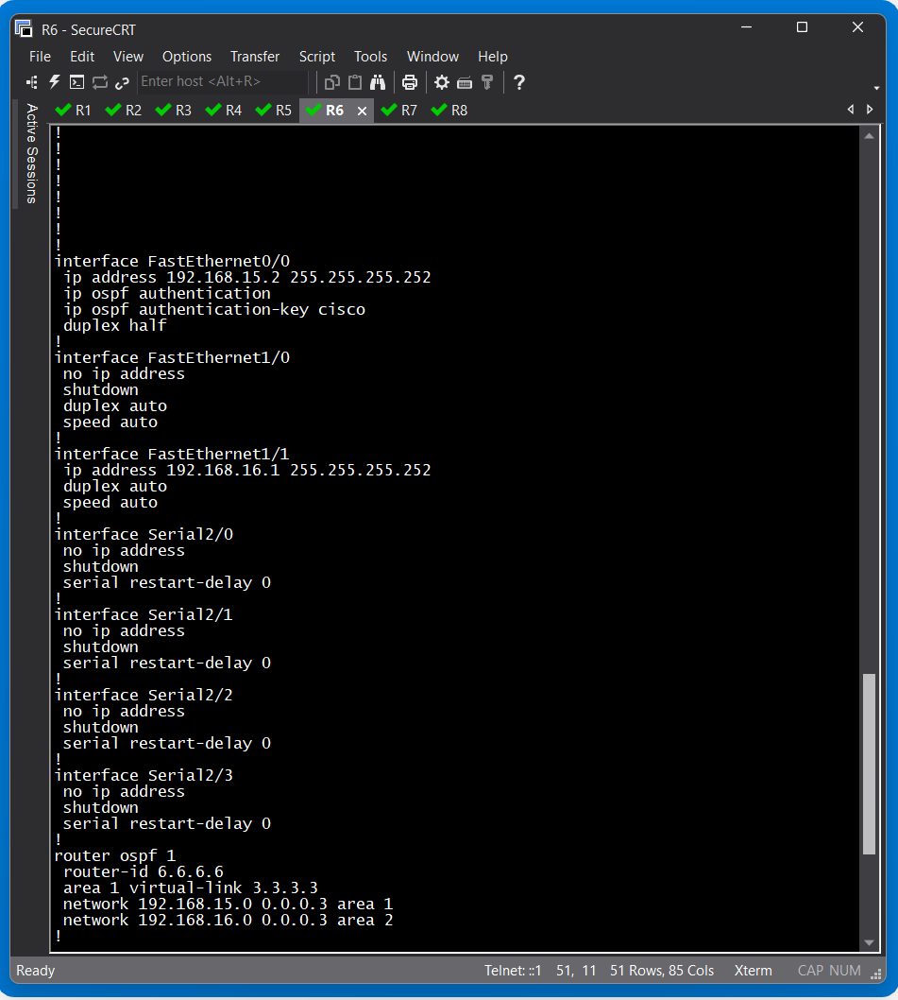 R6 - SecureCRT
File Edit View Options Transfer Script Tools Window Help
Enter host <Alt+R>
R1 R2 R3 R4 R5 R6 R7 R8
Active Sessions
!
!
!
!
!
!
!
!
interface FastEthernet0/0
 ip address 192.168.15.2 255.255.255.252
 ip ospf authentication
 ip ospf authentication-key cisco
 duplex half
!
interface FastEthernet1/0
 no ip address
 shutdown
 duplex auto
 speed auto
!
interface FastEthernet1/1
 ip address 192.168.16.1 255.255.255.252
 duplex auto
 speed auto
!
interface Serial2/0
 no ip address
 shutdown
 serial restart-delay 0
!
interface Serial2/1
 no ip address
 shutdown
 serial restart-delay 0
!
interface Serial2/2
 no ip address
 shutdown
 serial restart-delay 0
!
interface Serial2/3
 no ip address
 shutdown
 serial restart-delay 0
!
router ospf 1
 router-id 6.6.6.6
 area 1 virtual-link 3.3.3.3
 network 192.168.15.0 0.0.0.3 area 1
 network 192.168.16.0 0.0.0.3 area 2
!
Ready Telnet: ::1 51, 11 51 Rows, 85 Cols Xterm CAP NUM